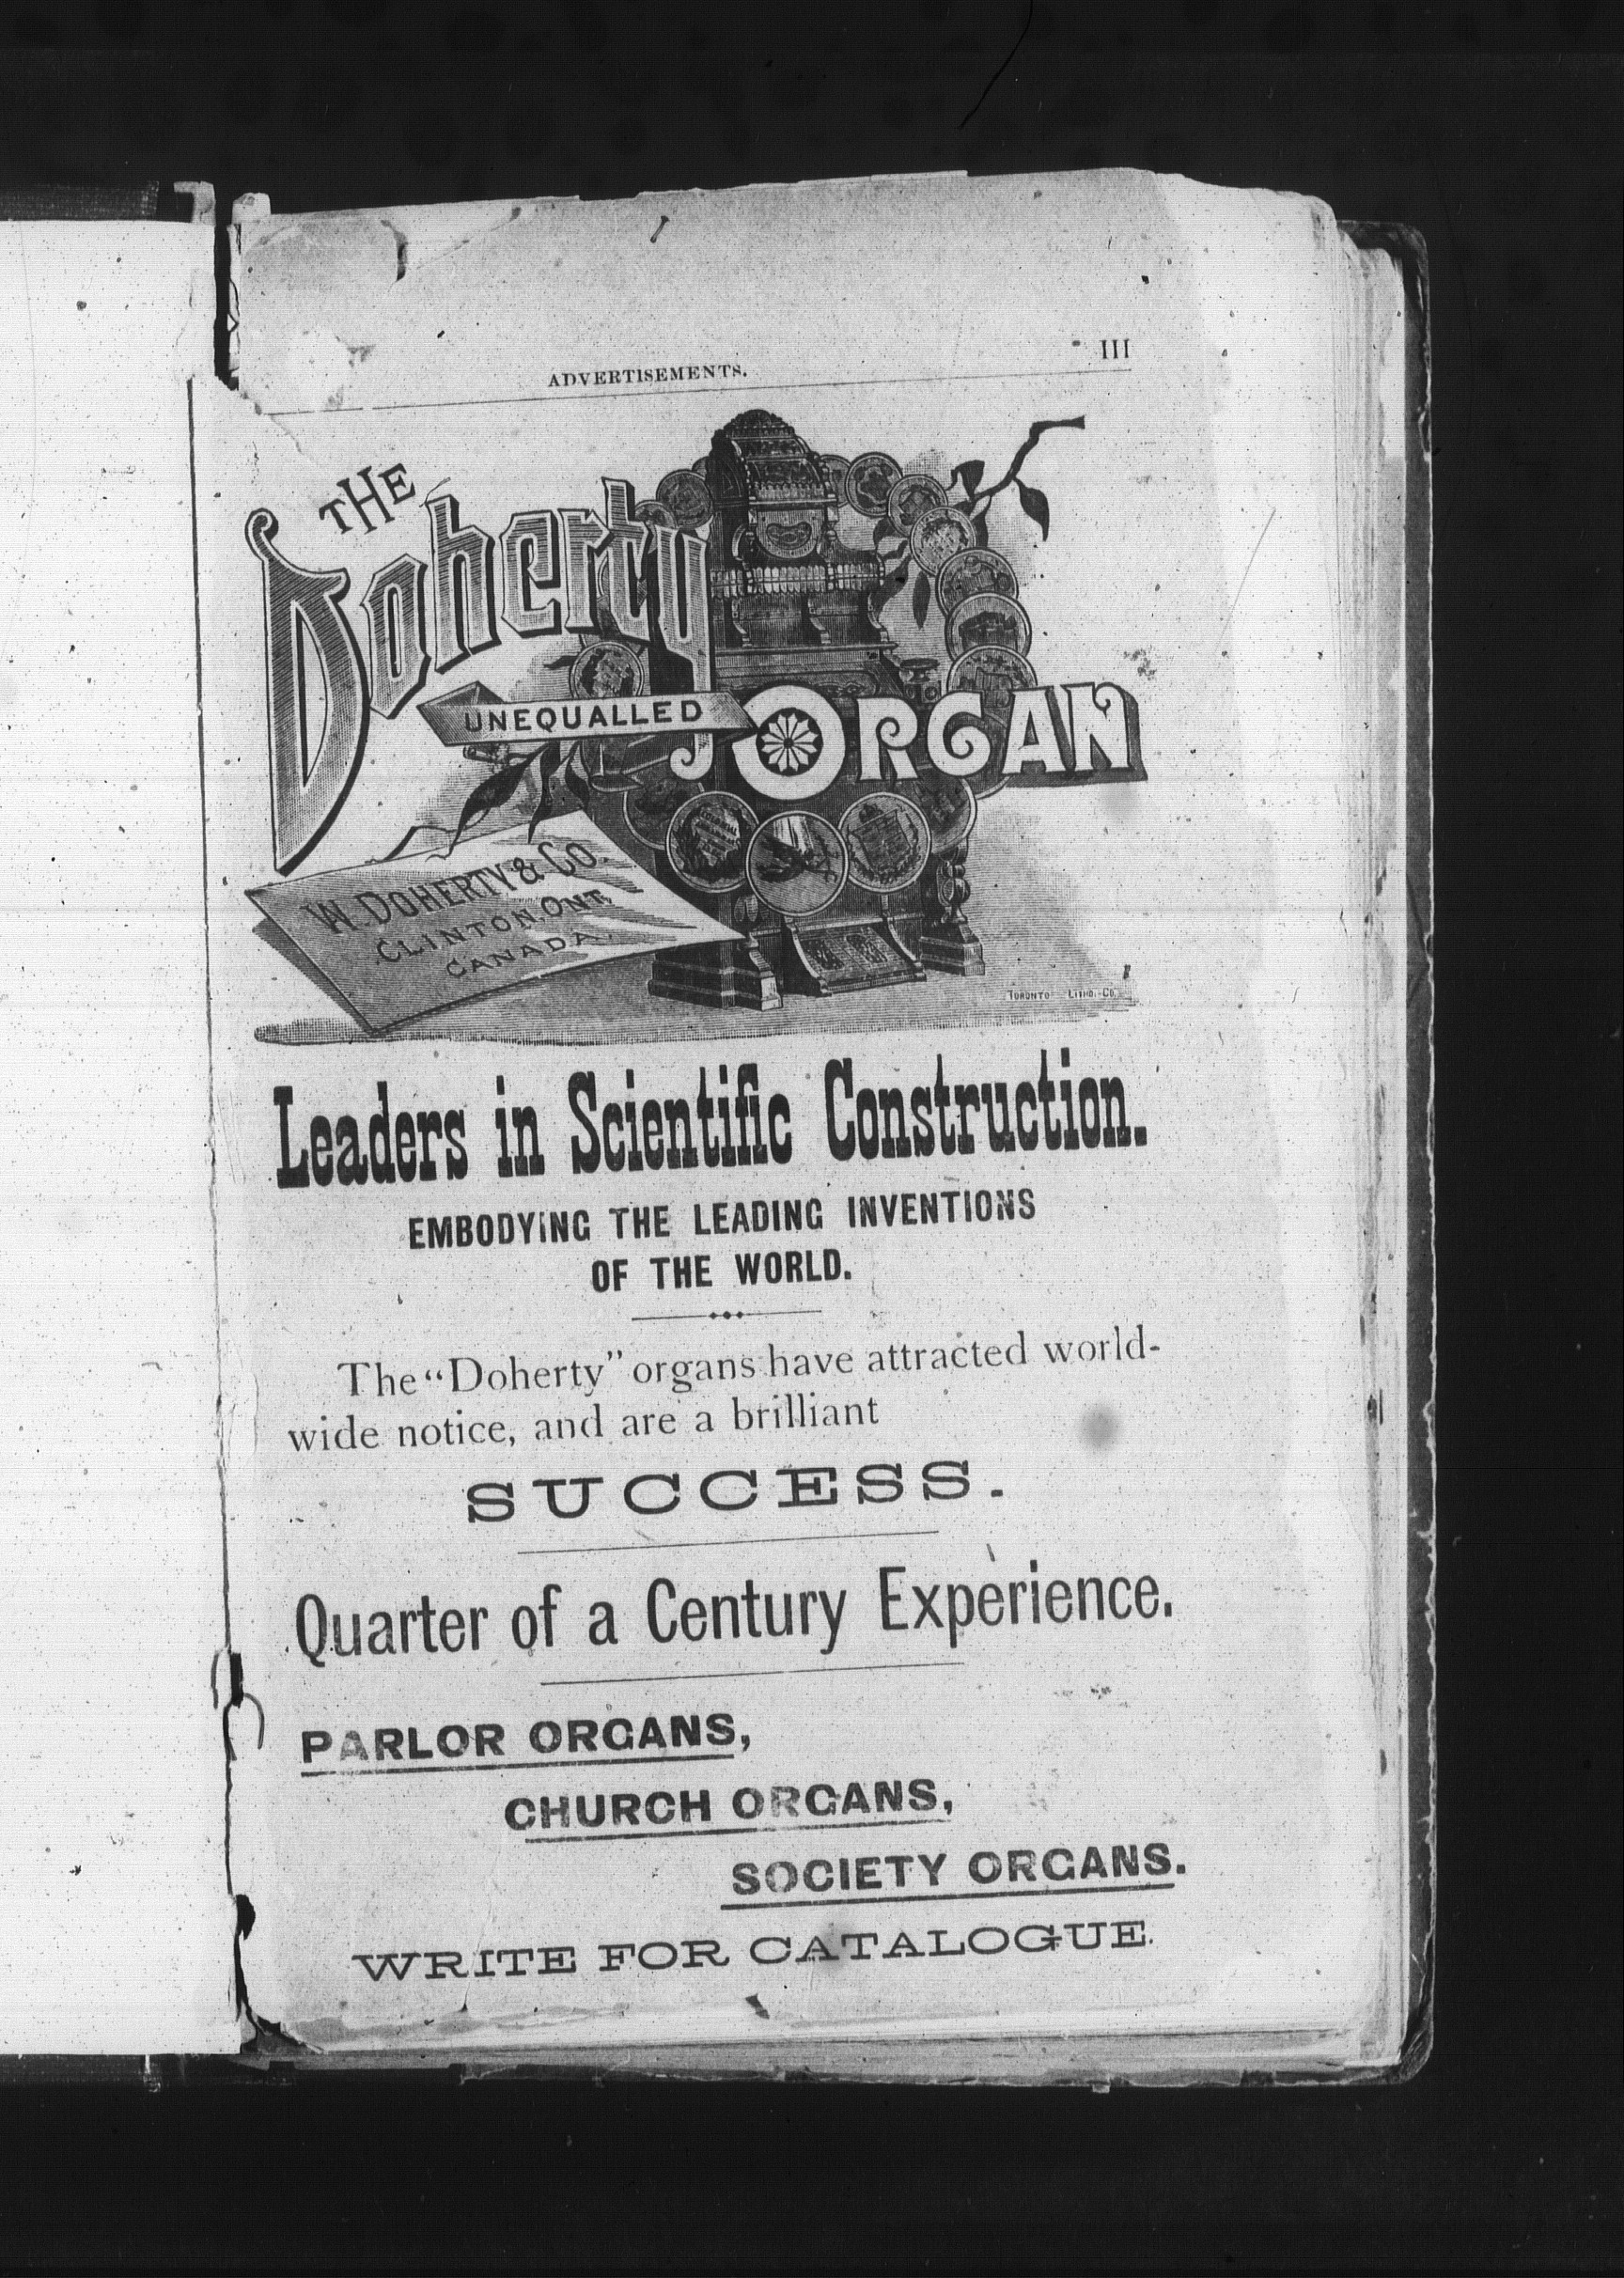 ADVERTISEMENTS.
III
THE
Doherty
UNEQUALLED
ORGAN
COLONIAL
W. DOHERTY & CO.
CLINTON, ONT.
CANADA.
TORONTO LITHO. CO.
Leaders in Scientific Construction.
EMBODYING THE LEADING INVENTIONS
OF THE WORLD.
The "Doherty" organs have attracted world-
wide notice, and are a brilliant
SUCCESS.
Quarter of a Century Experience.
PARLOR ORGANS,
CHURCH ORGANS,
SOCIETY ORGANS.
WRITE FOR CATALOGUE.